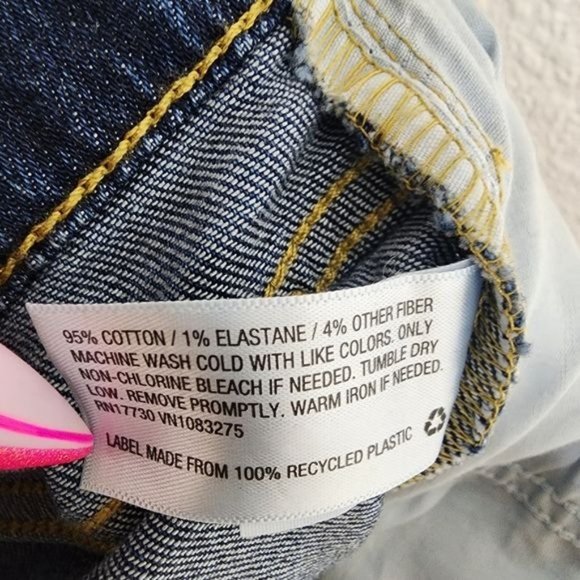 95% COTTON / 1% ELASTANE / 4% OTHER FIBER
MACHINE WASH COLD WITH LIKE COLORS. ONLY
NON-CHLORINE BLEACH IF NEEDED. TUMBLE DRY
LOW. REMOVE PROMPTLY. WARM IRON IF NEEDED.
RN17730 VN1083275
LABEL MADE FROM 100% RECYCLED PLASTIC